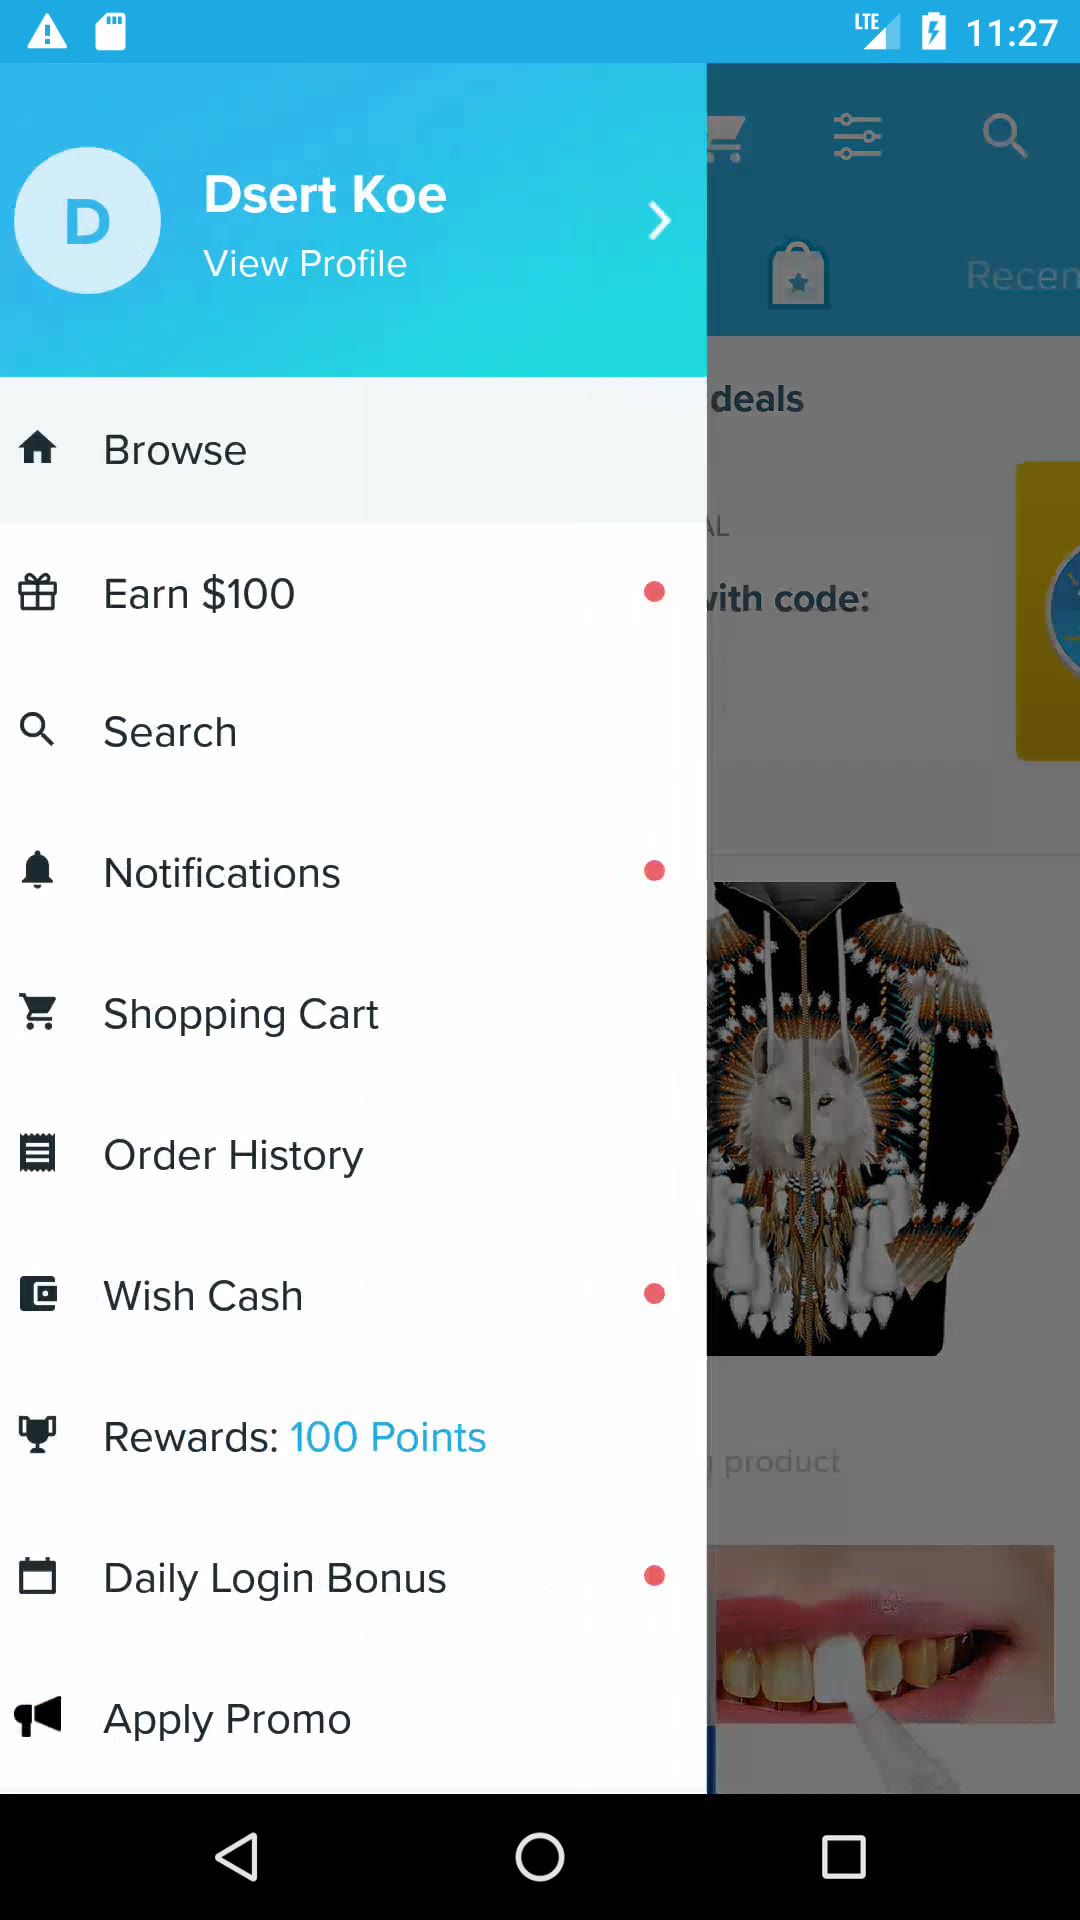 LTE 11:27
D
Dsert Koe
View Profile
Recen
deals
Browse
AL
Earn $100
with code:
Search
Notifications
Shopping Cart
Order History
Wish Cash
Rewards: 100 Points
product
Daily Login Bonus
Apply Promo